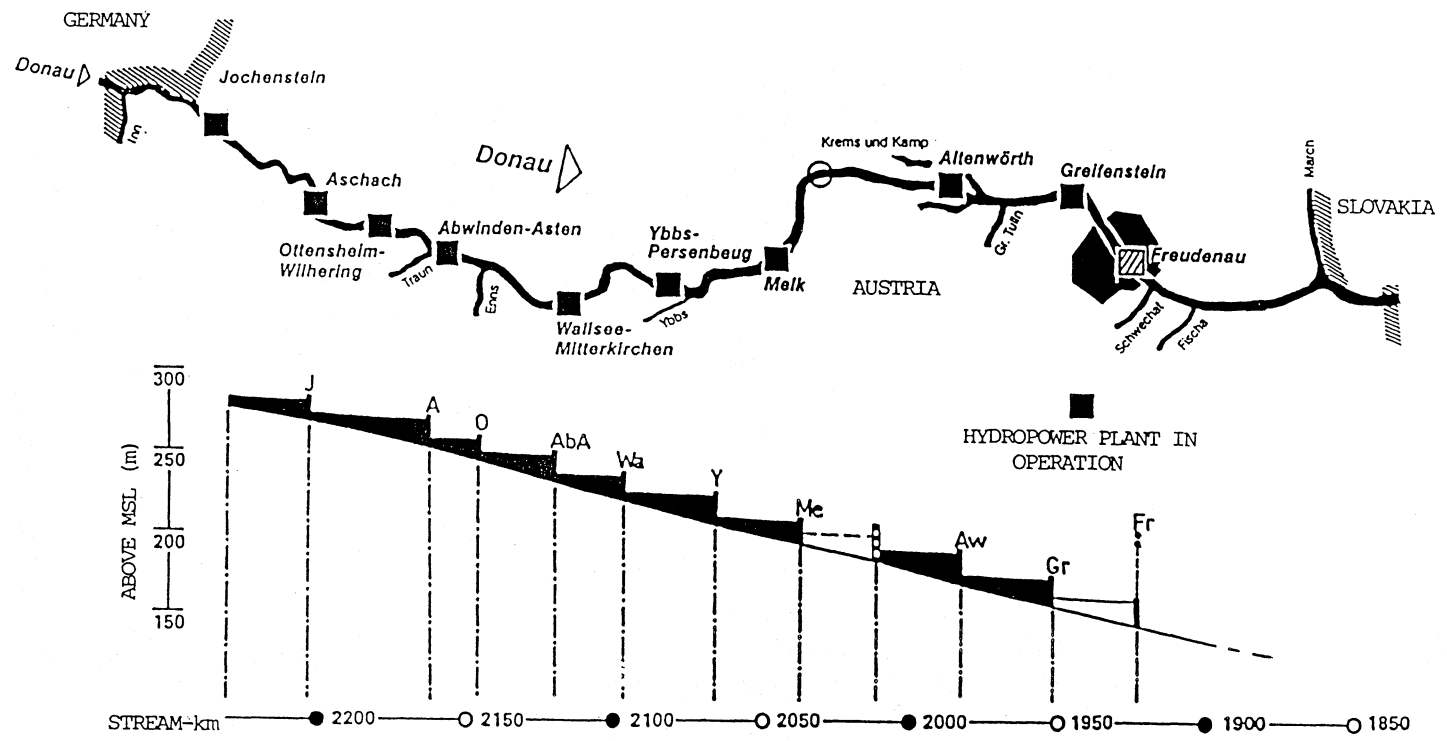 GERMANY
Donau
Jochenstein
Inn
Donau
Krems und Kamp
Altenwörth
Greifenstein
March
SLOVAKIA
Aschach
Abwinden-Asten
Ybbs-
Persenbeug
Gr. Tulln
Freudenau
Ottensheim-
Wilhering
Traun
Enns
Ybbs
Melk
AUSTRIA
Schwechat
Fischa
Wallsee-
Mitterkirchen
ABOVE MSL (m)
300
250
200
150
J
A
O
AbA
Wa
Y
Me
Aw
Gr
Fr
HYDROPOWER PLANT IN
OPERATION
STREAM-km 2200 2150 2100 2050 2000 1950 1900 1850